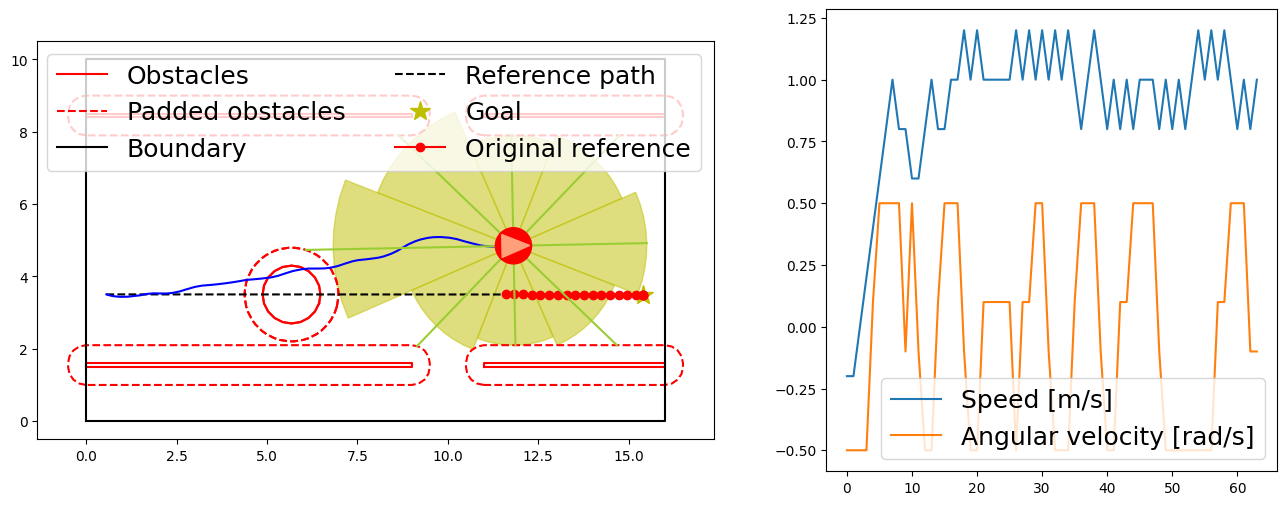 10
8
6
4
2
0
0.0 2.5 5.0 7.5 10.0 12.5 15.0
Obstacles
Padded obstacles
Boundary
Reference path
Goal
Original reference
1.25
1.00
0.75
0.50
0.25
0.00
−0.25
−0.50
0 10 20 30 40 50 60
Speed [m/s]
Angular velocity [rad/s]